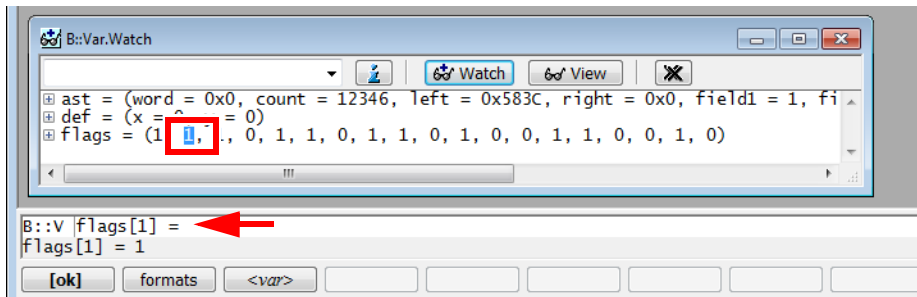 B::Var.Watch
Watch View
ast = (word = 0x0, count = 12346, left = 0x583C, right = 0x0, field1 = 1, fi
def = (x = 0, = 0)
flags = (1, 1, 1, 0, 1, 1, 0, 1, 1, 0, 1, 0, 0, 1, 1, 0, 0, 1, 0)
B::V flags[1] =
flags[1] = 1
[ok] formats <var>